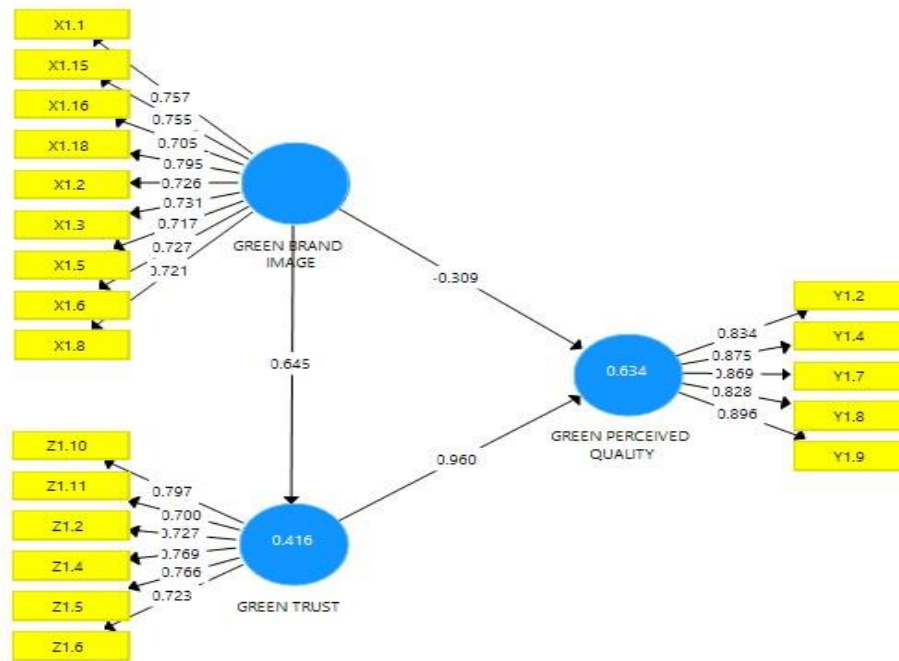 X1.1
X1.15
X1.16
X1.18
X1.2
X1.3
X1.5
X1.6
X1.8
0.757
0.755
0.705
0.795
0.726
0.731
0.717
0.727
0.721
GREEN BRAND
IMAGE
-0.309
0.645
0.634
GREEN PERCEIVED
QUALITY
0.834
0.875
0.869
0.828
0.896
Y1.2
Y1.4
Y1.7
Y1.8
Y1.9
0.960
Z1.10
Z1.11
Z1.2
Z1.4
Z1.5
Z1.6
0.797
0.700
0.727
0.769
0.766
0.723
0.416
GREEN TRUST